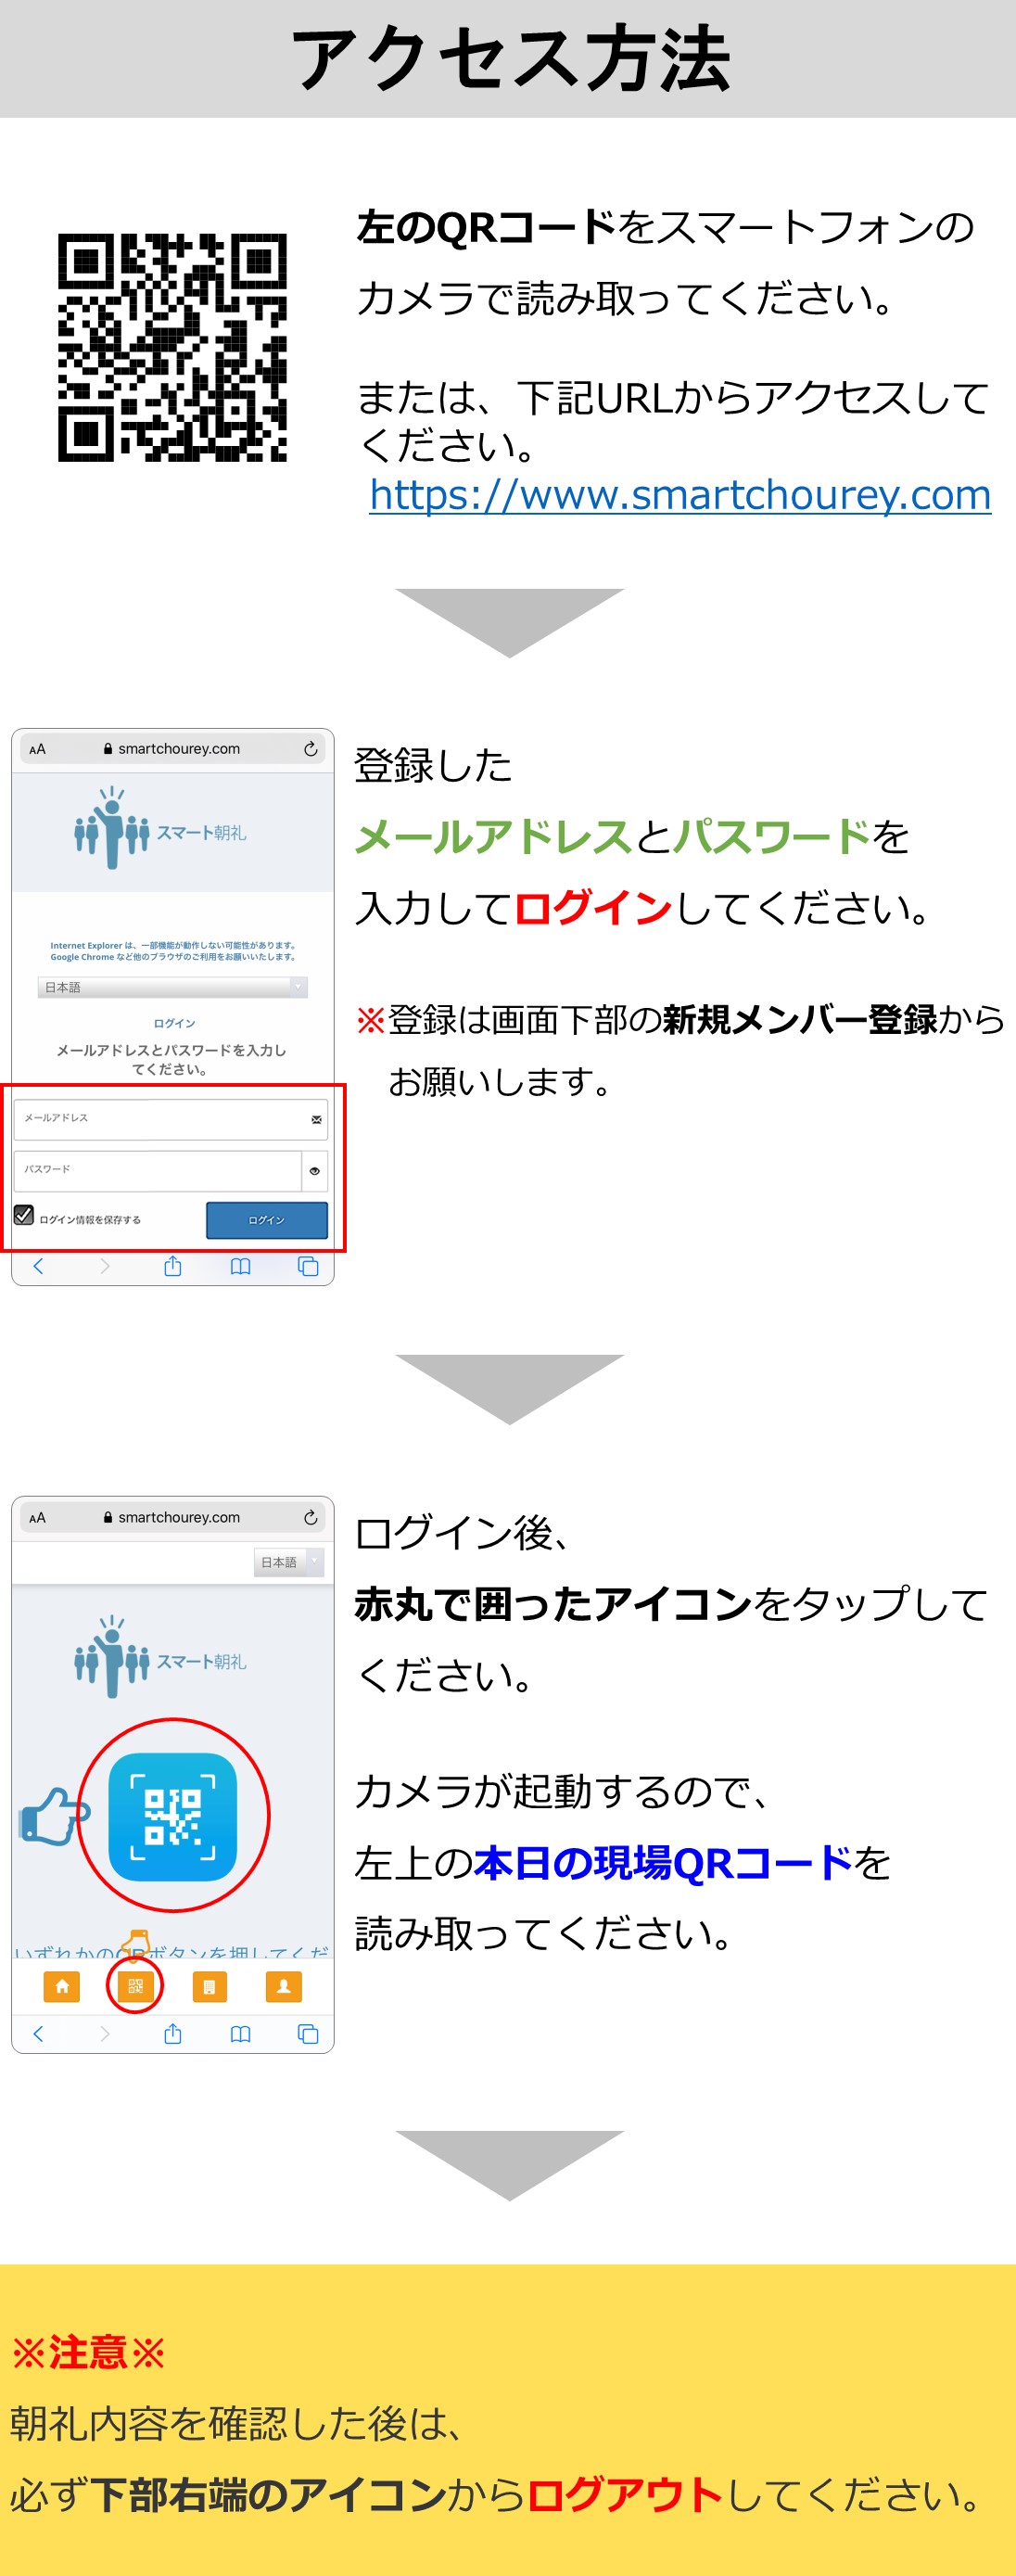 アクセス方法
左のQRコードをスマートフォンの
カメラで読み取ってください。
または、下記URLからアクセスして
ください。
https://www.smartchourey.com
AA smartchourey.com
スマート朝礼
Internet Explorer は、一部機能が動作しない可能性があります。
Google Chrome など他のブラウザのご利用をお願いいたします。
日本語
ログイン
メールアドレスとパスワードを入力し
てください。
メールアドレス
パスワード
ログイン情報を保存する
ログイン
登録した
メールアドレスとパスワードを
入力してログインしてください。
※登録は画面下部の新規メンバー登録から
お願いします。
AA smartchourey.com
日本語
スマート朝礼
いずれかのQRボタンを押してくだ
ログイン後、
赤丸で囲ったアイコンをタップして
ください。
カメラが起動するので、
左上の本日の現場QRコードを
読み取ってください。
※注意※
朝礼内容を確認した後は、
必ず下部右端のアイコンからログアウトしてください。